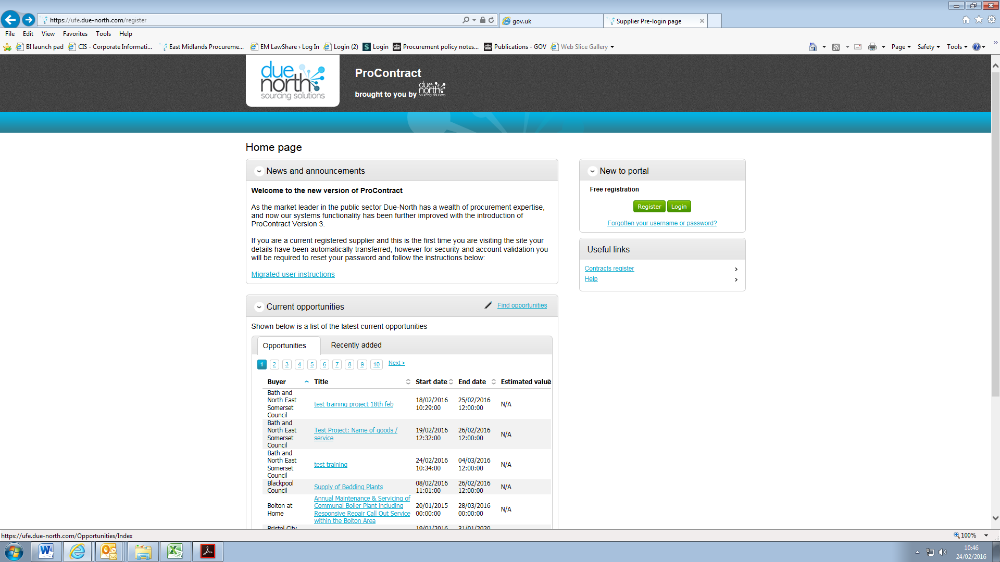 https://ufe.due-north.com/register
gov.uk
Supplier Pre-login page
File Edit View Favorites Tools Help
BI launch pad CIS - Corporate Informati... East Midlands Procureme... EM LawShare › Log In Login (2) Login Procurement policy notes... Publications - GOV Web Slice Gallery
Page Safety Tools
due north sourcing solutions
ProContract
brought to you by due north sourcing solutions
Home page
News and announcements
Welcome to the new version of ProContract
As the market leader in the public sector Due-North has a wealth of procurement expertise,
and now our systems functionality has been further improved with the introduction of
ProContract Version 3.
If you are a current registered supplier and this is the first time you are visiting the site your
details have been automatically transferred, however for security and account validation you
will be required to reset your password and follow the instructions below:
Migrated user instructions
New to portal
Free registration
Register Login
Forgotten your username or password?
Useful links
Contracts register
Help
Current opportunities
Find opportunities
Shown below is a list of the latest current opportunities
Opportunities Recently added
1 2 3 4 5 6 7 8 9 10 Next >
Buyer Title Start date End date Estimated value
Bath and North East Somerset Council test training project 18th feb 18/02/2016 10:29:00 25/02/2016 12:00:00 N/A
Bath and North East Somerset Council Test Project: Name of goods / service 19/02/2016 12:32:00 26/02/2016 12:00:00 N/A
Bath and North East Somerset Council test training 24/02/2016 10:34:00 04/03/2016 12:00:00 N/A
Blackpool Council Supply of Bedding Plants 08/02/2016 11:01:00 26/02/2016 12:00:00 N/A
Bolton at Home Annual Maintenance & Servicing of Communal Boiler Plant including Responsive Repair Call Out Service within the Bolton Area 20/01/2015 00:00:00 28/03/2016 00:00:00 N/A
Bristol City 19/01/2016 31/01/2020
https://ufe.due-north.com/Opportunities/Index
100%
10:46
24/02/2016